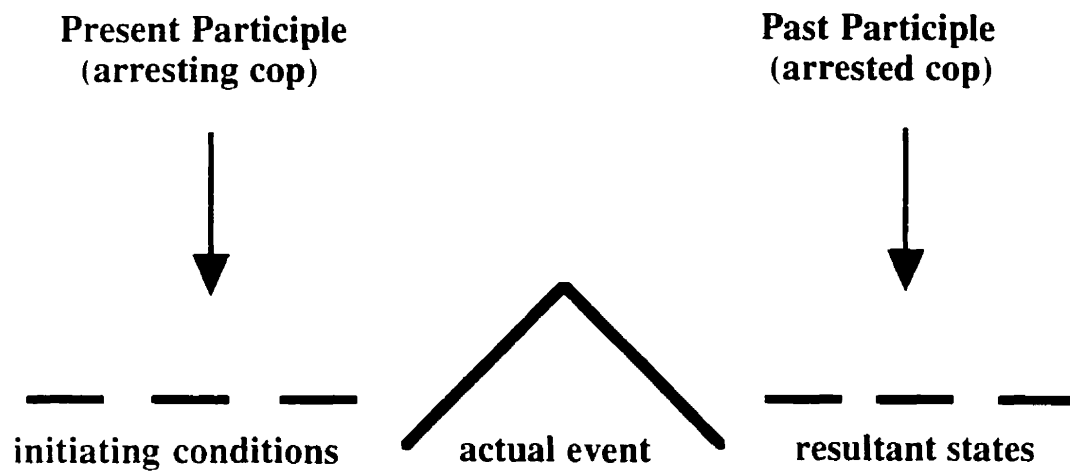 Present Participle
(arresting cop)
Past Participle
(arrested cop)
initiating conditions
actual event
resultant states